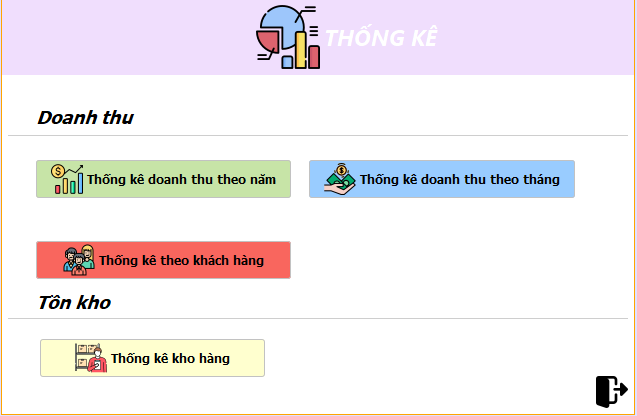 THỐNG KÊ
Doanh thu
Thống kê doanh thu theo năm
Thống kê doanh thu theo tháng
Thống kê theo khách hàng
Tồn kho
Thống kê kho hàng